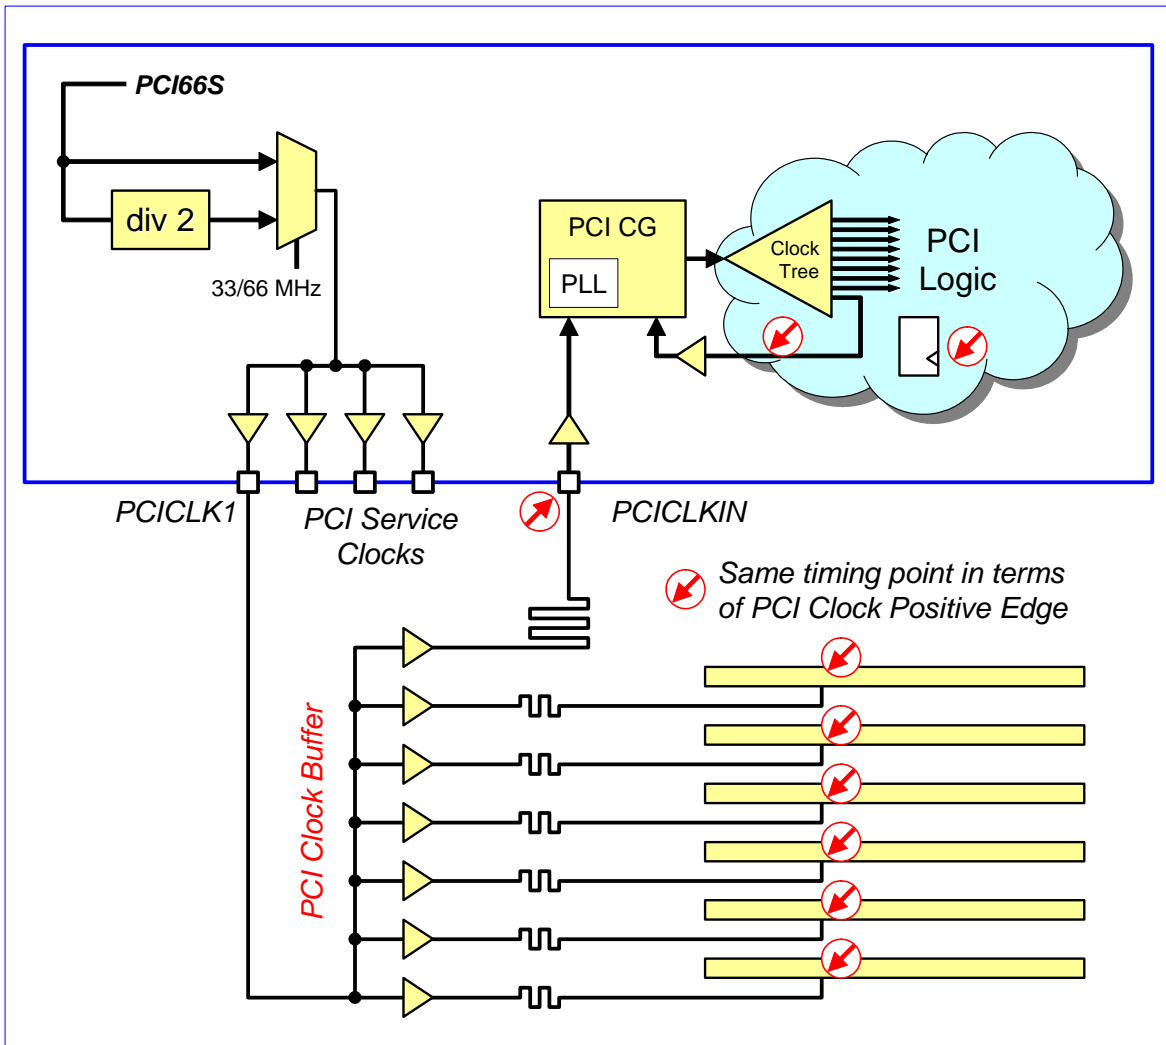 PCI66S
div 2
33/66 MHz
PCI CG
PLL
Clock
Tree
PCI
Logic
PCICLK1
PCI Service
Clocks
PCICLKIN
Same timing point in terms
of PCI Clock Positive Edge
PCI Clock Buffer